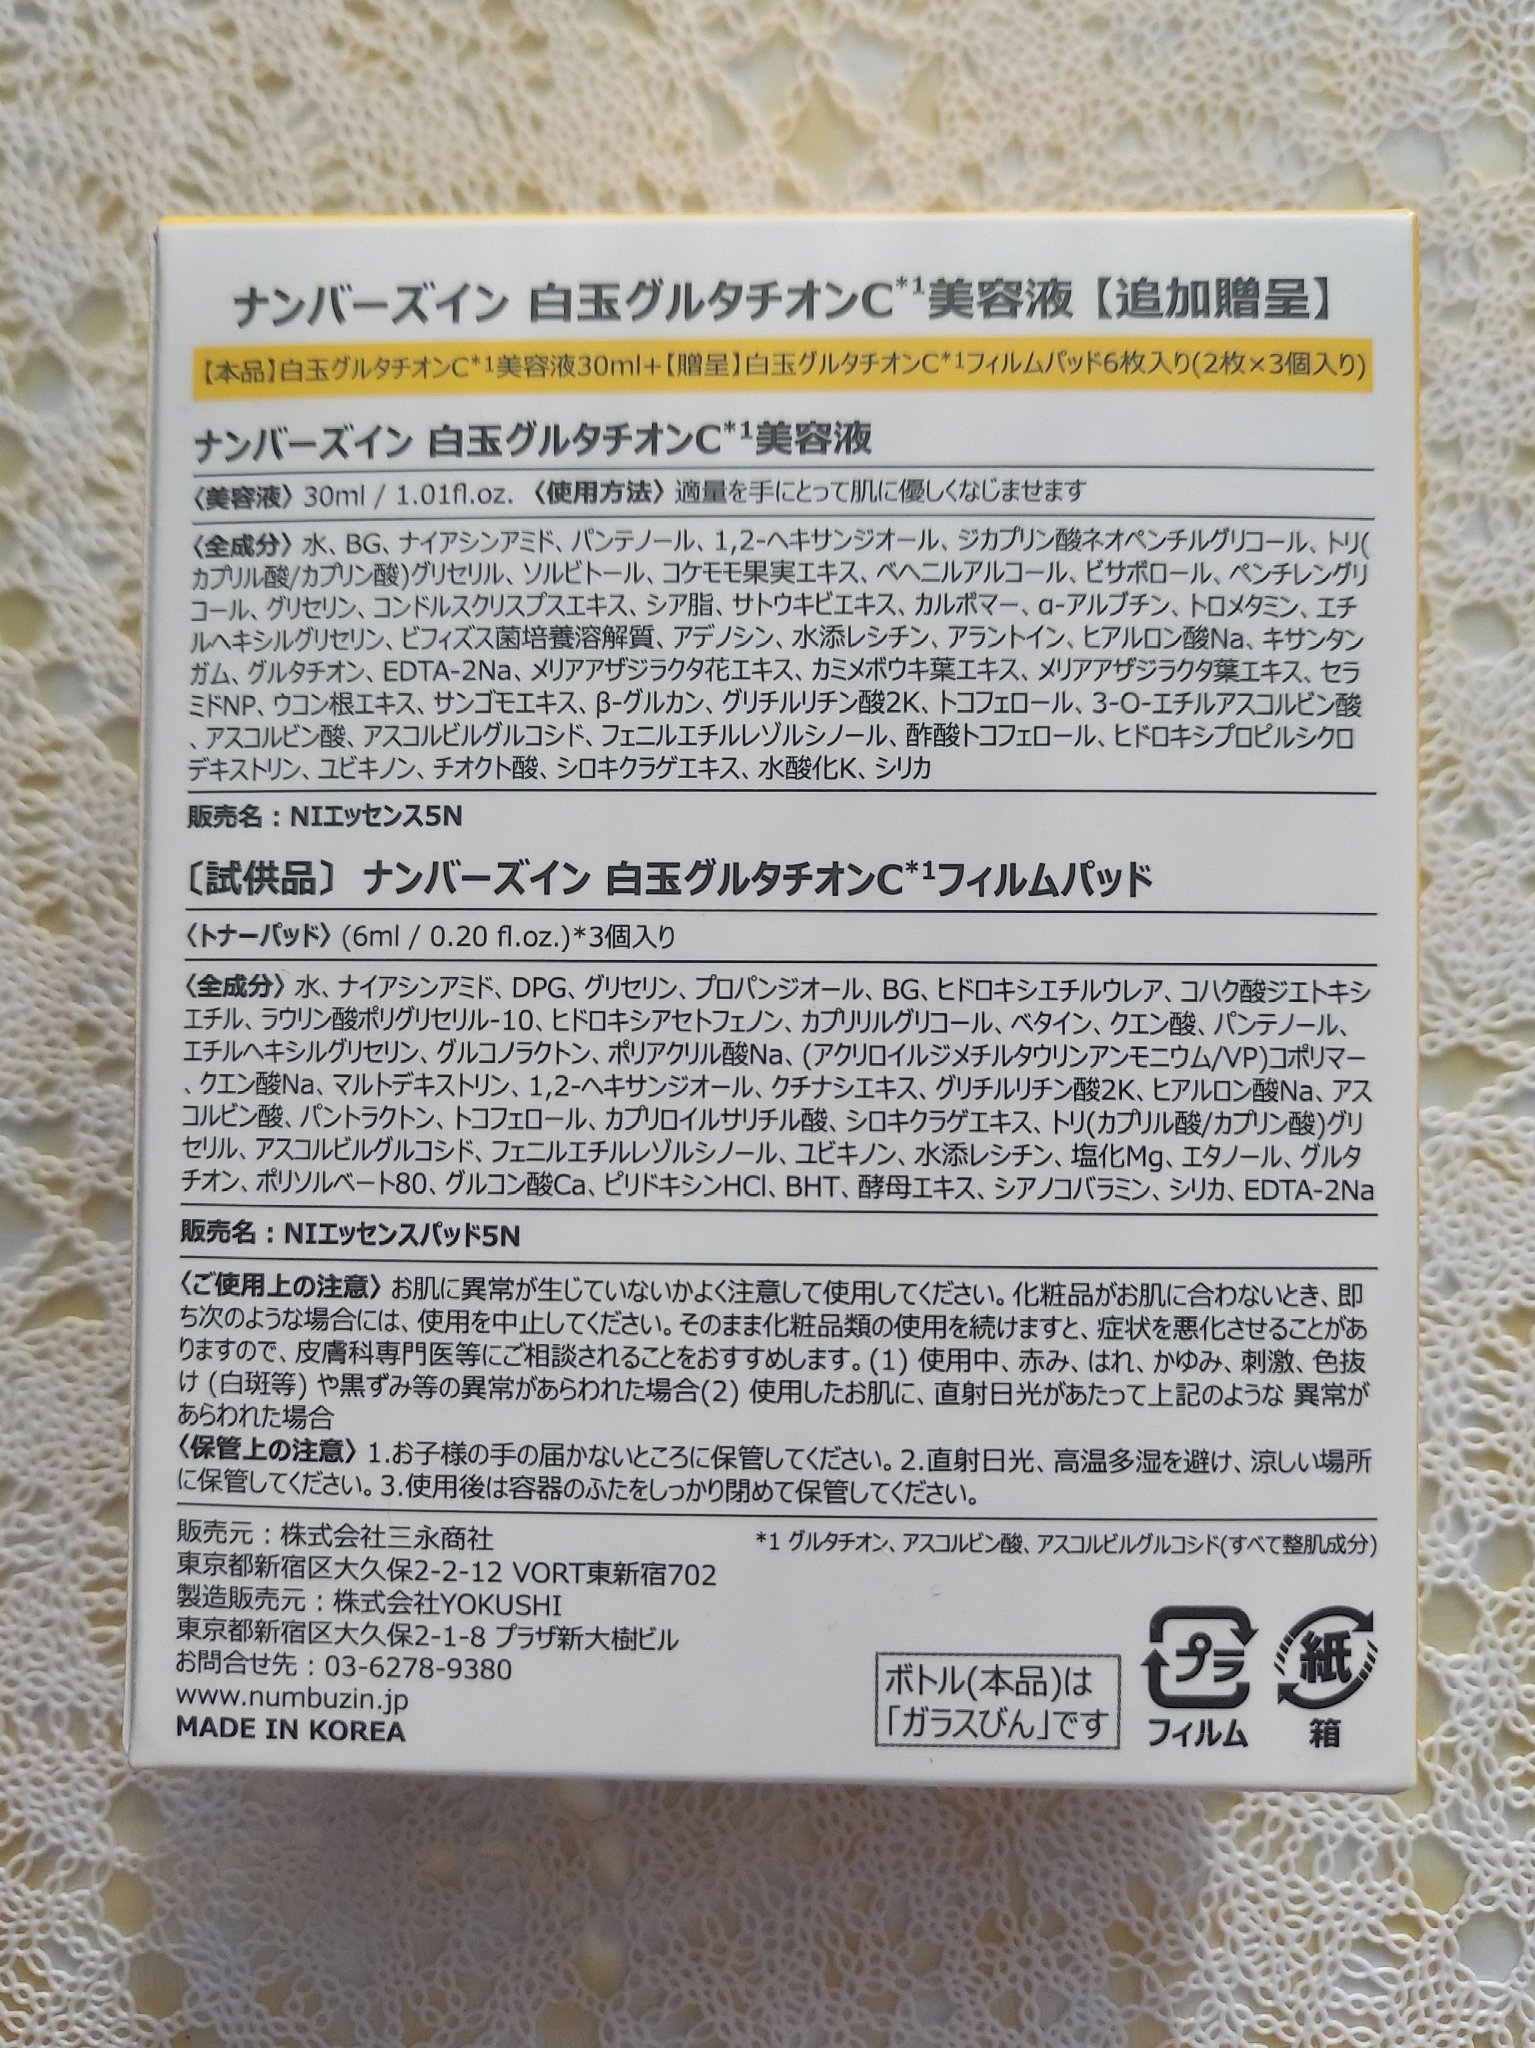 ナンバーズイン 白玉グルタチオンC*1美容液【追加贈呈】
【本品】白玉グルタチオンC*1美容液30ml+【贈呈】白玉グルタチオンC*1フィルムパッド6枚入り(2枚×3個入り)
ナンバーズイン 白玉グルタチオンC*1美容液
〈美容液〉30ml / 1.01fl.oz. 〈使用方法〉適量を手にとって肌に優しくなじませます
〈全成分〉水、BG、ナイアシンアミド、パンテノール、1,2-ヘキサンジオール、ジカプリン酸ネオペンチルグリコール、トリ(
カプリル酸/カプリン酸)グリセリル、ソルビトール、コケモモ果実エキス、ベヘニルアルコール、ビサボロール、ペンチレングリ
コール、グリセリン、コンドルスクリスプスエキス、シア脂、サトウキビエキス、カルボマー、α-アルブチン、トロメタミン、エチ
ルヘキシルグリセリン、ビフィズス菌培養溶解質、アデノシン、水添レシチン、アラントイン、ヒアルロン酸Na、キサンタン
ガム、グルタチオン、EDTA-2Na、メリアアザジラクタ花エキス、カミメボウキ葉エキス、メリアアザジラクタ葉エキス、セラ
ミドNP、ウコン根エキス、サンゴモエキス、β-グルカン、グリチルリチン酸2K、トコフェロール、3-O-エチルアスコルビン酸
、アスコルビン酸、アスコルビルグルコシド、フェニルエチルレゾルシノール、酢酸トコフェロール、ヒドロキシプロピルシクロ
デキストリン、ユビキノン、チオクト酸、シロキクラゲエキス、水酸化K、シリカ
販売名：NIエッセンス5N
〔試供品〕 ナンバーズイン 白玉グルタチオンC*1フィルムパッド
〈トナーパッド〉(6ml / 0.20 fl.oz.)*3個入り
〈全成分〉水、ナイアシンアミド、DPG、グリセリン、プロパンジオール、BG、ヒドロキシエチルウレア、コハク酸ジエトキシ
エチル、ラウリン酸ポリグリセリル-10、ヒドロキシアセトフェノン、カプリリルグリコール、ベタイン、クエン酸、パンテノール、
エチルヘキシルグリセリン、グルコノラクトン、ポリアクリル酸Na、(アクリロイルジメチルタウリンアンモニウム/VP)コポリマー
、クエン酸Na、マルトデキストリン、1,2-ヘキサンジオール、クチナシエキス、グリチルリチン酸2K、ヒアルロン酸Na、アス
コルビン酸、パントラクトン、トコフェロール、カプリロイルサリチル酸、シロキクラゲエキス、トリ(カプリル酸/カプリン酸)グリ
セリル、アスコルビルグルコシド、フェニルエチルレゾルシノール、ユビキノン、水添レシチン、塩化Mg、エタノール、グルタ
チオン、ポリソルベート80、グルコン酸Ca、ピリドキシンHCl、BHT、酵母エキス、シアノコバラミン、シリカ、EDTA-2Na
販売名：NIエッセンスパッド5N
〈ご使用上の注意〉お肌に異常が生じていないかよく注意して使用してください。化粧品がお肌に合わないとき、即
ち次のような場合には、使用を中止してください。そのまま化粧品類の使用を続けますと、症状を悪化させることがあ
りますので、皮膚科専門医等にご相談されることをおすすめします。(1) 使用中、赤み、はれ、かゆみ、刺激、色抜
け (白斑等) や黒ずみ等の異常があらわれた場合(2) 使用したお肌に、直射日光があたって上記のような 異常が
あらわれた場合
〈保管上の注意〉1.お子様の手の届かないところに保管してください。2.直射日光、高温多湿を避け、涼しい場所
に保管してください。3.使用後は容器のふたをしっかり閉めて保管してください。
販売元：株式会社三永商社
*1 グルタチオン、アスコルビン酸、アスコルビルグルコシド(すべて整肌成分)
東京都新宿区大久保2-2-12 VORT東新宿702
製造販売元：株式会社YOKUSHI
東京都新宿区大久保2-1-8 プラザ新大樹ビル
お問合せ先：03-6278-9380
www.numbuzin.jp
MADE IN KOREA
ボトル(本品)は
「ガラスびん」です
プラ
フィルム
紙
箱